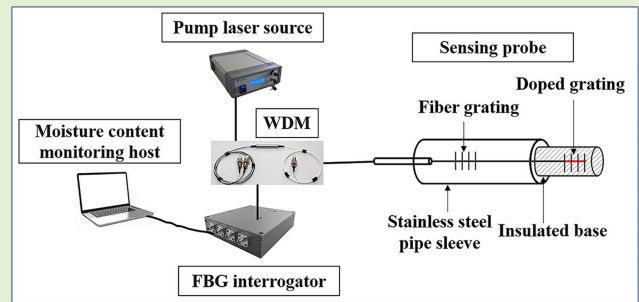 Pump laser source
Sensing probe
Doped grating
Fiber grating
WDM
Moisture content
monitoring host
Stainless steel
pipe sleeve
Insulated base
FBG interrogator